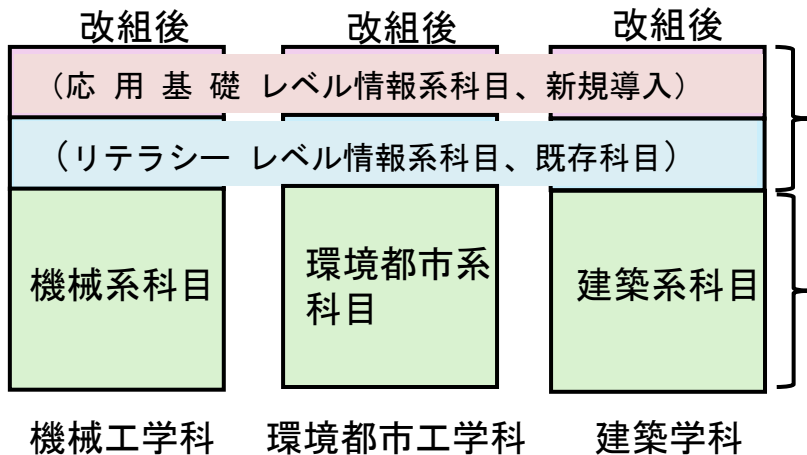 改組後 改組後 改組後
（応 用 基 礎 レベル情報系科目、新規導入）
（リテラシー レベル情報系科目、既存科目）
機械系科目
環境都市系
科目
建築系科目
機械工学科 環境都市工学科 建築学科